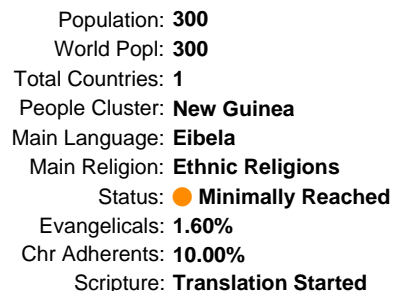 Population: 300
World Popl: 300
Total Countries: 1
People Cluster: New Guinea
Main Language: Eibela
Main Religion: Ethnic Religions
Status: Minimally Reached
Evangelicals: 1.60%
Chr Adherents: 10.00%
Scripture: Translation Started